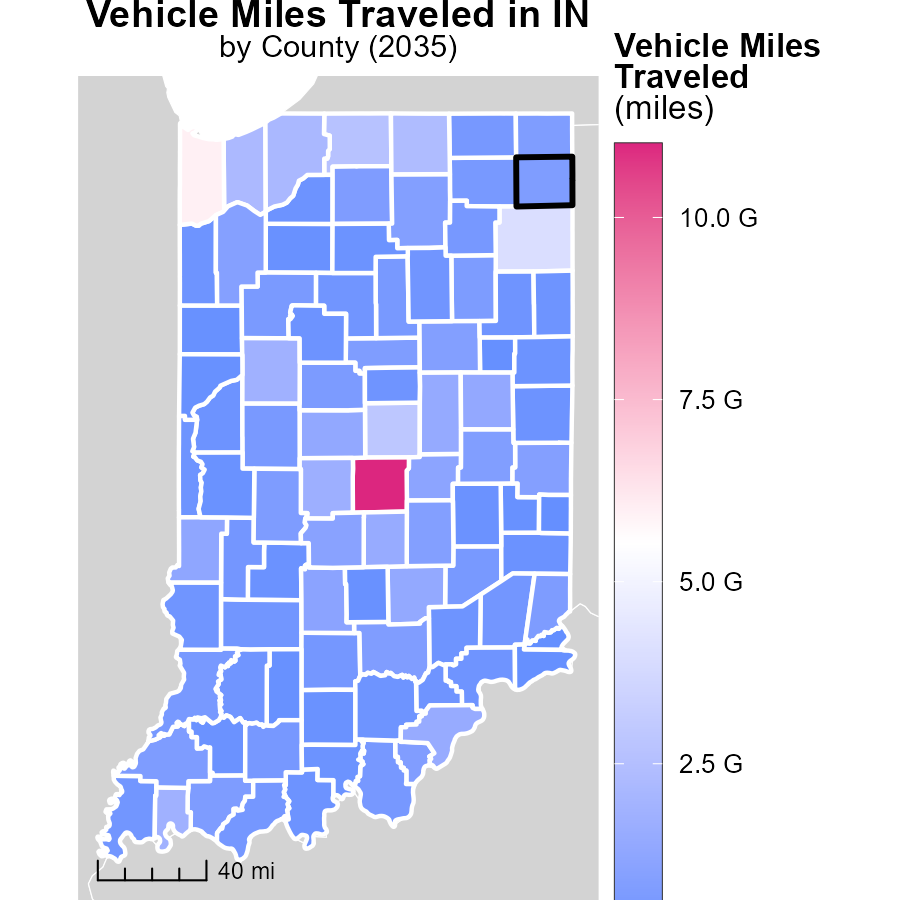 Vehicle Miles Traveled in IN
by County (2035)
Vehicle Miles
Traveled
(miles)
10.0 G
7.5 G
5.0 G
2.5 G
40 mi